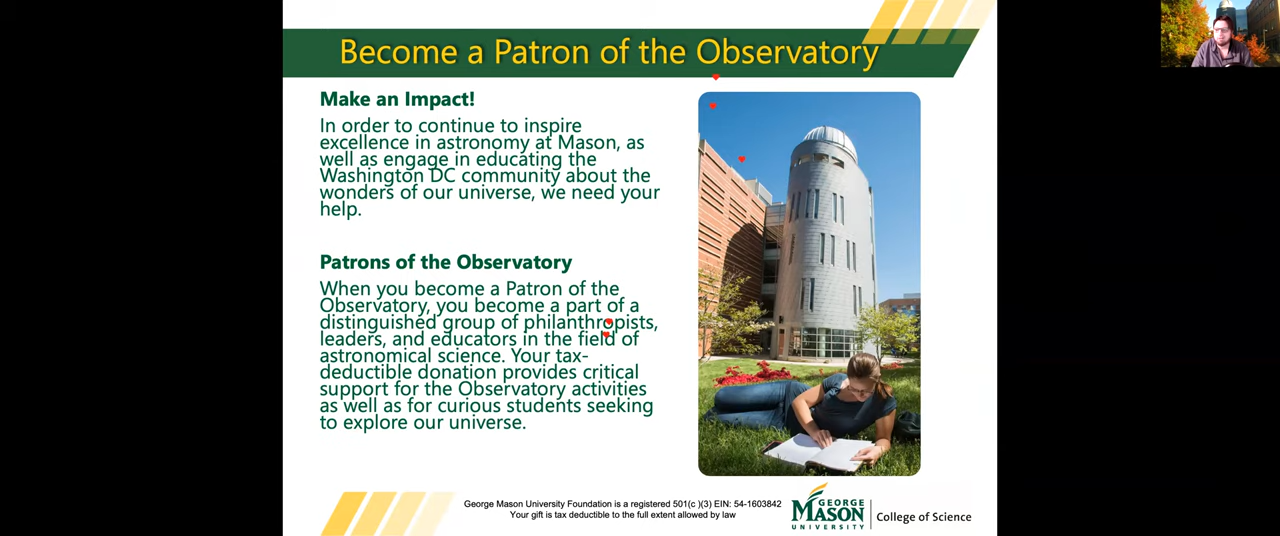 Become a Patron of the Observatory
Make an Impact!
In order to continue to inspire
excellence in astronomy at Mason, as
well as engage in educating the
Washington DC community about the
wonders of our universe, we need your
help.
Patrons of the Observatory
When you become a Patron of the
Observatory, you become a part of a
distinguished group of philanthropists,
leaders, and educators in the field of
astronomical science. Your tax-
deductible donation provides critical
support for the Observatory activities
as well as for curious students seeking
to explore our universe.
George Mason University Foundation is a registered 501(c )(3) EIN: 54-1603842
Your gift is tax deductible to the full extent allowed by law
GEORGE
MASON
UNIVERSITY
College of Science